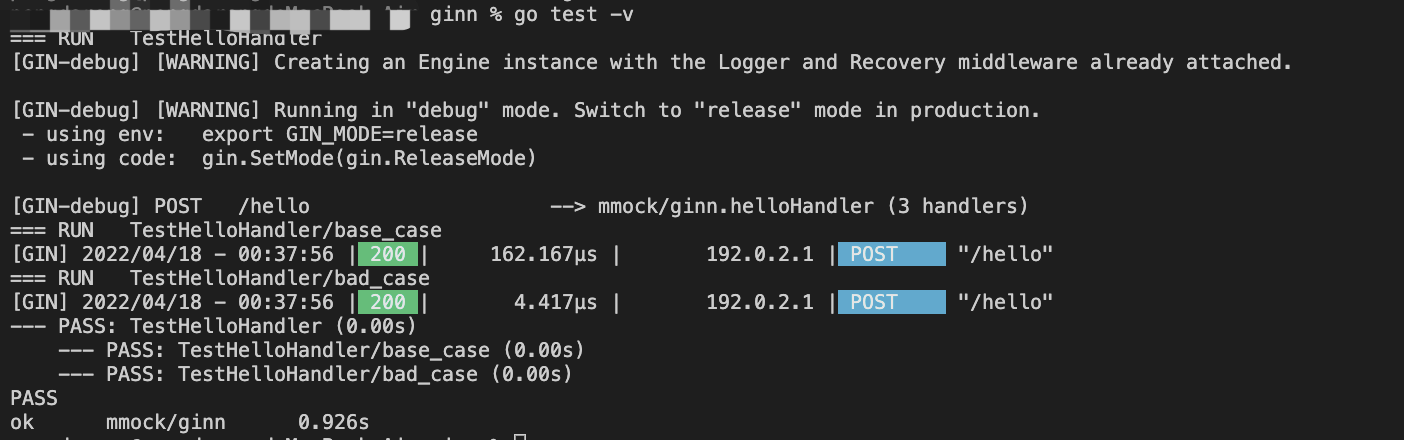 ginn % go test -v
=== RUN   TestHelloHandler
[GIN-debug] [WARNING] Creating an Engine instance with the Logger and Recovery middleware already attached.
[GIN-debug] [WARNING] Running in "debug" mode. Switch to "release" mode in production.
 - using env:   export GIN_MODE=release
 - using code:  gin.SetMode(gin.ReleaseMode)
[GIN-debug] POST   /hello                    --> mmock/ginn.helloHandler (3 handlers)
=== RUN   TestHelloHandler/base_case
[GIN] 2022/04/18 - 00:37:56 | 200 |     162.167µs |       192.0.2.1 | POST     "/hello"
=== RUN   TestHelloHandler/bad_case
[GIN] 2022/04/18 - 00:37:56 | 200 |       4.417µs |       192.0.2.1 | POST     "/hello"
--- PASS: TestHelloHandler (0.00s)
    --- PASS: TestHelloHandler/base_case (0.00s)
    --- PASS: TestHelloHandler/bad_case (0.00s)
PASS
ok      mmock/ginn      0.926s